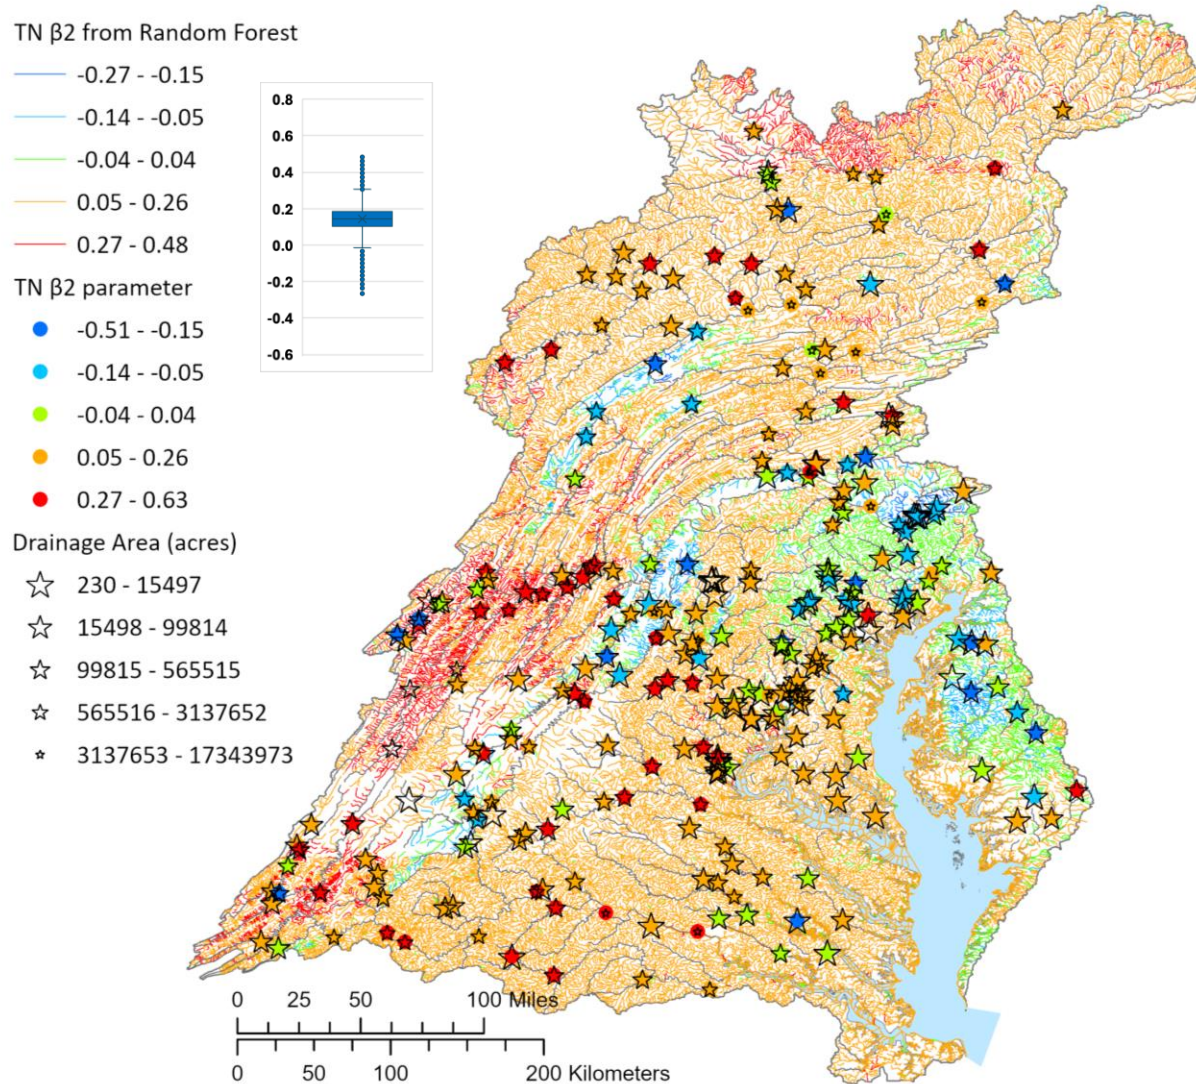 TN β2 from Random Forest
-0.27 - -0.15
-0.14 - -0.05
-0.04 - 0.04
0.05 - 0.26
0.27 - 0.48
TN β2 parameter
-0.51 - -0.15
-0.14 - -0.05
-0.04 - 0.04
0.05 - 0.26
0.27 - 0.63
Drainage Area (acres)
230 - 15497
15498 - 99814
99815 - 565515
565516 - 3137652
3137653 - 17343973
0.8
0.6
0.4
0.2
0.0
-0.2
-0.4
-0.6
0 25 50 100 Miles
0 50 100 200 Kilometers